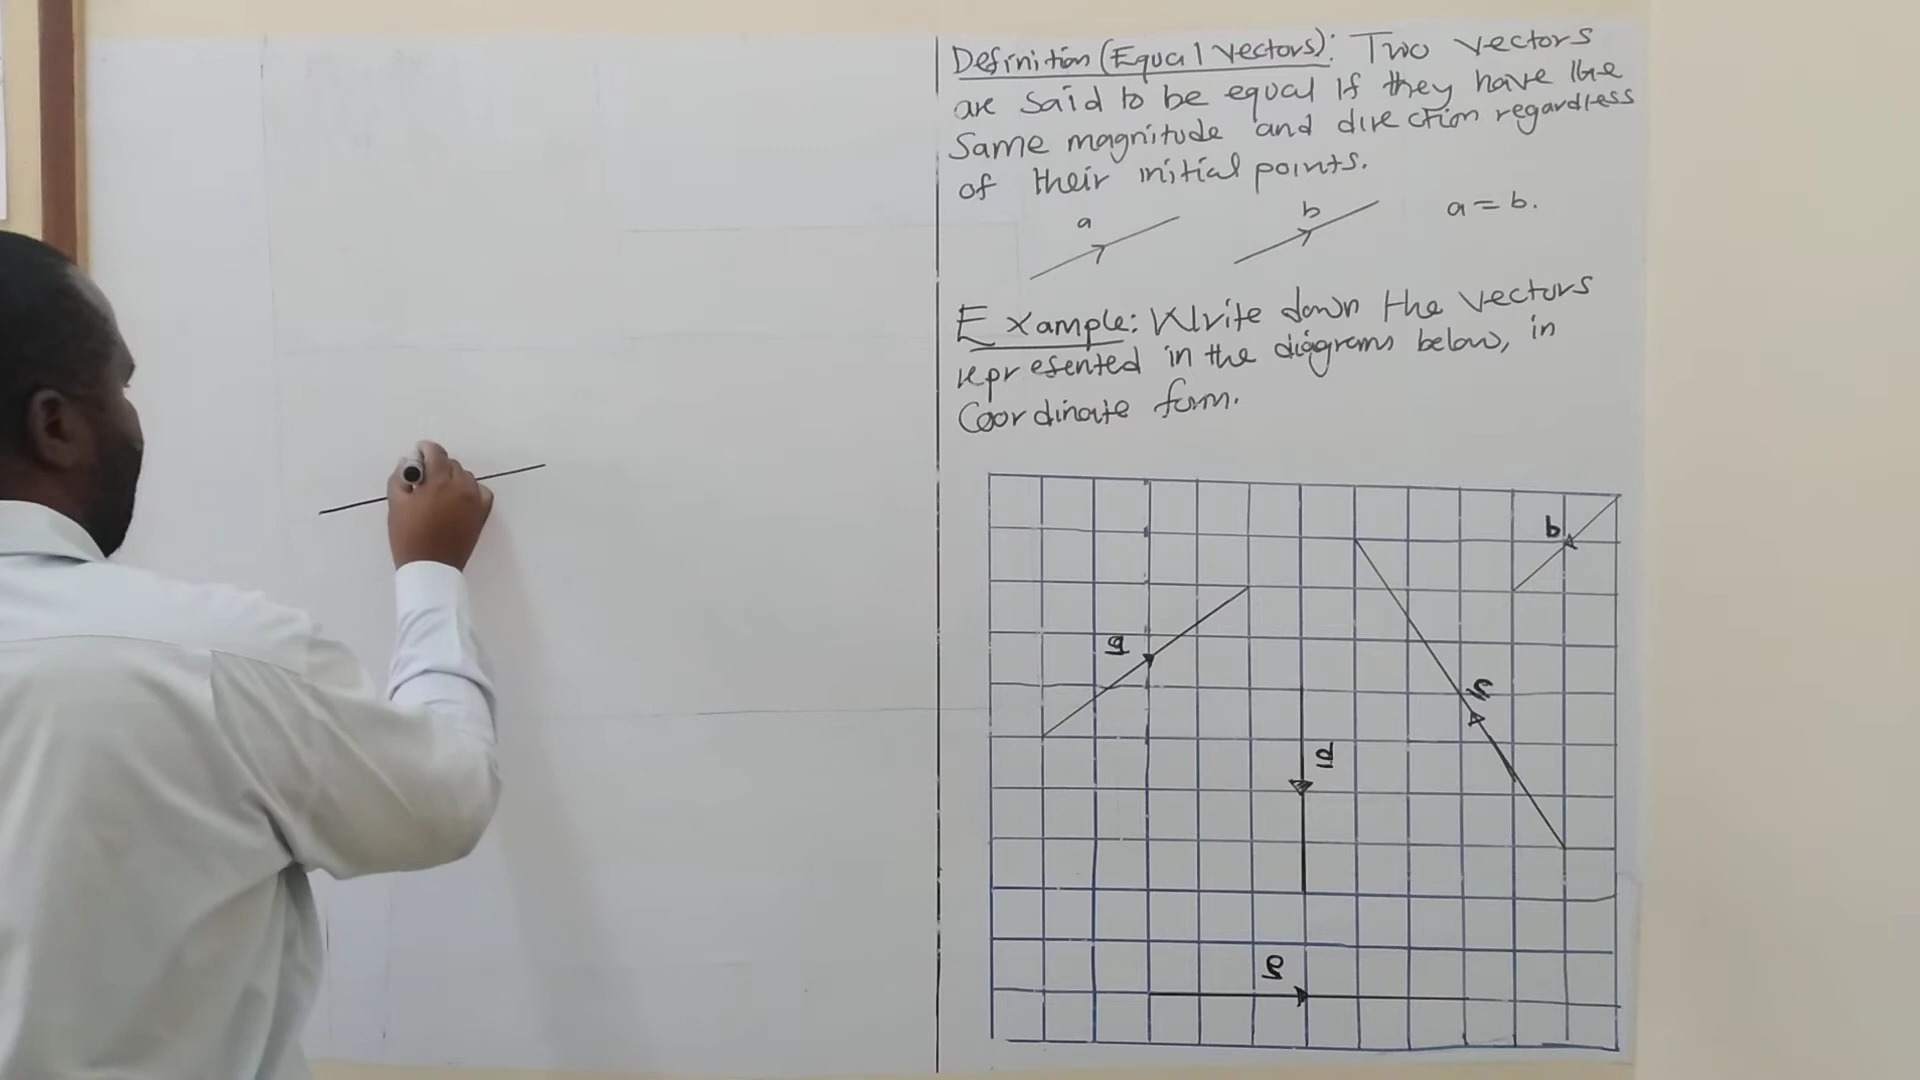 Definition (Equal Vectors): Two vectors
are said to be equal if they have the
same magnitude and direction regardless
of their initial points.
a b a = b.
Example: Write down the vectors
represented in the diagrams below, in
Coordinate form.
b